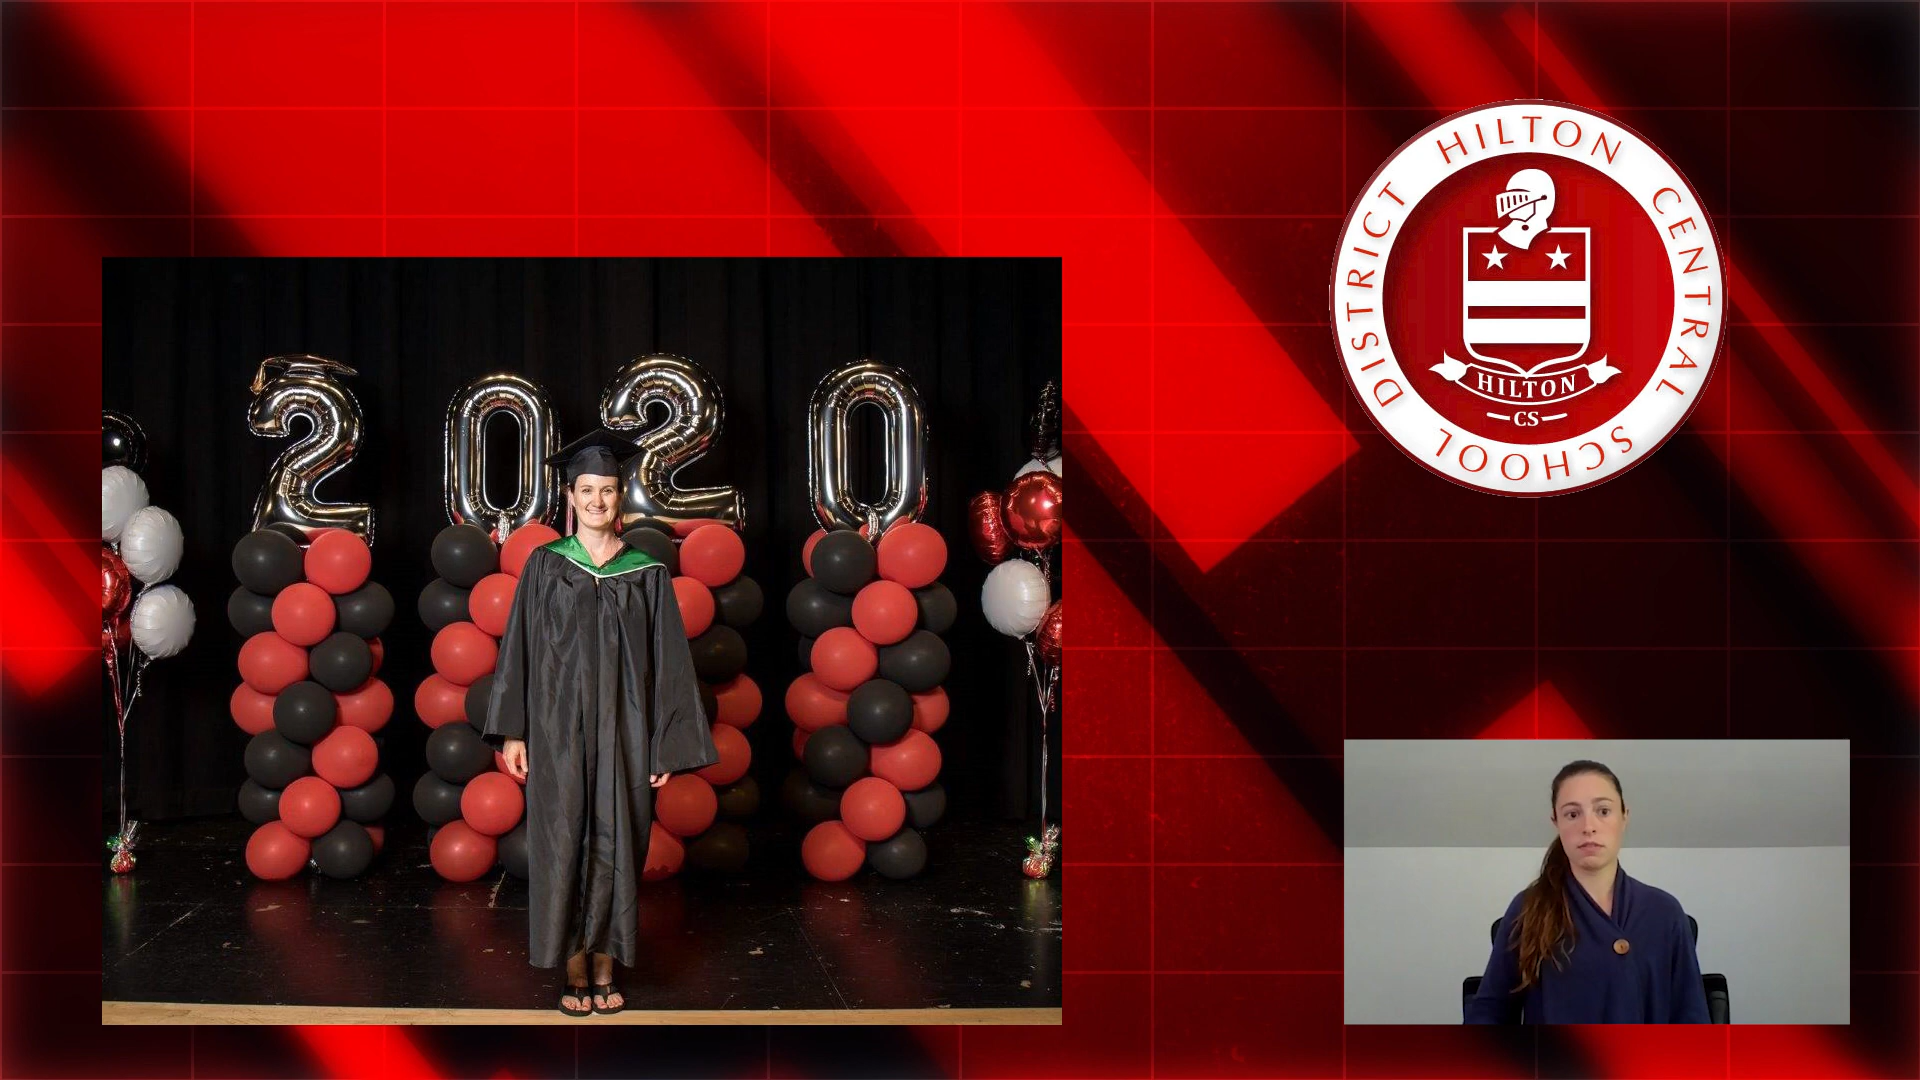 HILTON CENTRAL SCHOOL DISTRICT
HILTON
CS
2020